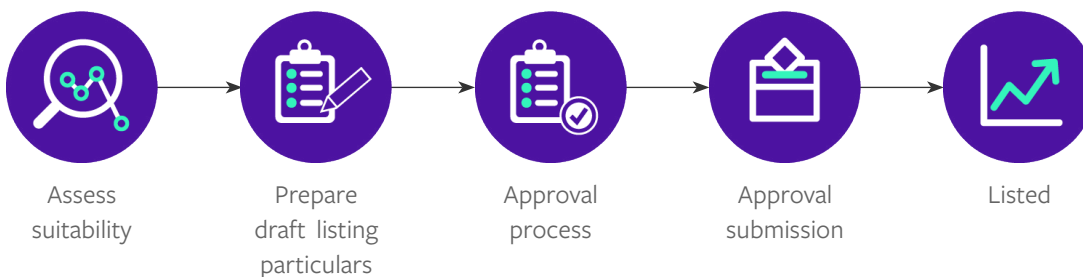 Assess
suitability
Prepare
draft listing
particulars
Approval
process
Approval
submission
Listed